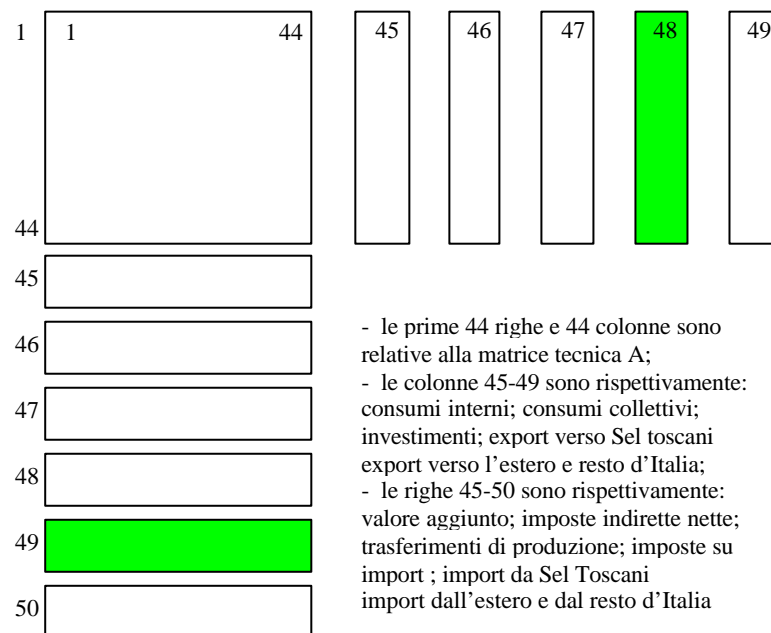 1 1 44 45 46 47 48 49
44
45
46
47
48
49
50
- le prime 44 righe e 44 colonne sono
relative alla matrice tecnica A;
- le colonne 45-49 sono rispettivamente:
consumi interni; consumi collettivi;
investimenti; export verso Sel toscani
export verso l’estero e resto d’Italia;
- le righe 45-50 sono rispettivamente:
valore aggiunto; imposte indirette nette;
trasferimenti di produzione; imposte su
import ; import da Sel Toscani
import dall’estero e dal resto d’Italia